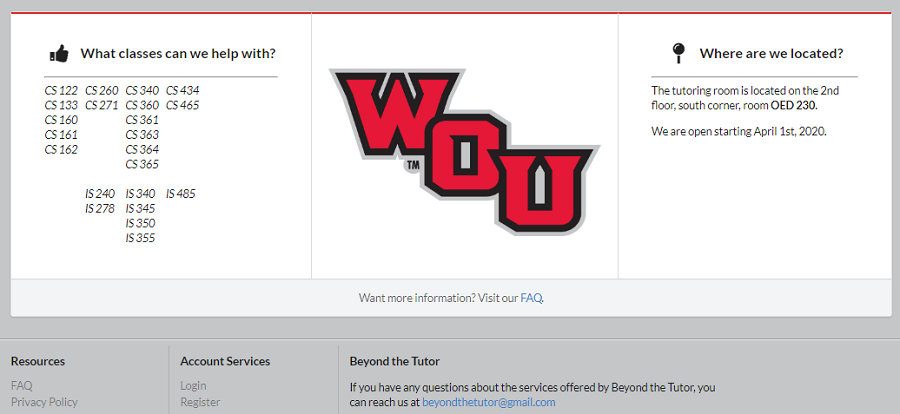 What classes can we help with?
CS 122 CS 260 CS 340 CS 434
CS 133 CS 271 CS 360 CS 465
CS 160 CS 361
CS 161 CS 363
CS 162 CS 364
CS 365
IS 240 IS 340 IS 485
IS 278 IS 345
IS 350
IS 355
WOU
TM
Where are we located?
The tutoring room is located on the 2nd
floor, south corner, room OED 230.
We are open starting April 1st, 2020.
Want more information? Visit our FAQ.
Resources
FAQ
Privacy Policy
Account Services
Login
Register
Beyond the Tutor
If you have any questions about the services offered by Beyond the Tutor, you
can reach us at beyondthetutor@gmail.com